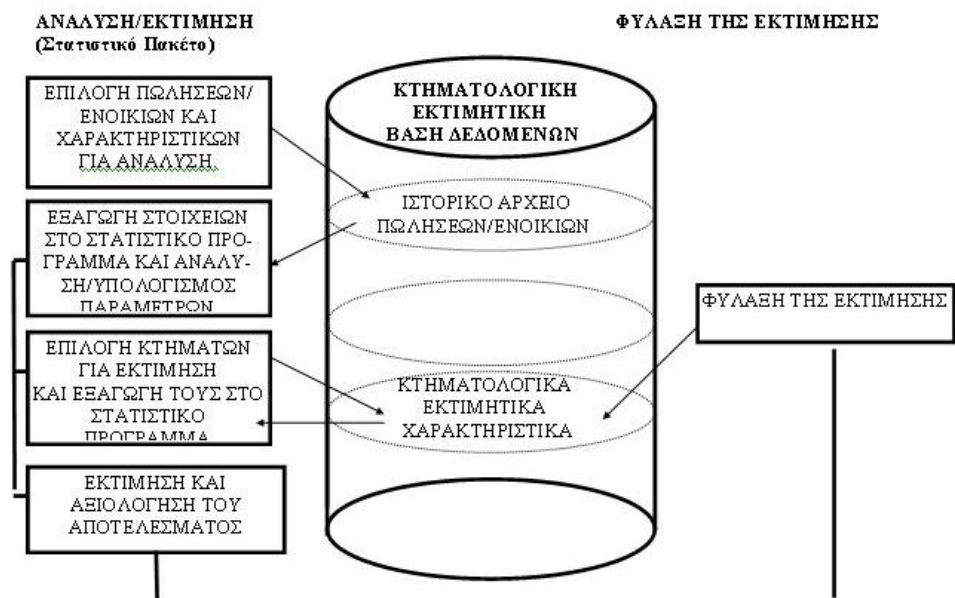 ΑΝΑΛΥΣΗ/ΕΚΤΙΜΗΣΗ
(Στατιστικό Πακέτο)
ΦΥΛΑΞΗ ΤΗΣ ΕΚΤΙΜΗΣΗΣ
ΕΠΙΛΟΓΗ ΠΩΛΗΣΕΩΝ/
ΕΝΟΙΚΙΩΝ ΚΑΙ
ΧΑΡΑΚΤΗΡΙΣΤΙΚΩΝ
ΓΙΑ ΑΝΑΛΥΣΗ.
ΕΞΑΓΩΓΗ ΣΤΟΙΧΕΙΩΝ
ΣΤΟ ΣΤΑΤΙΣΤΙΚΟ ΠΡΟ-
ΓΡΑΜΜΑ ΚΑΙ ΑΝΑΛΥ-
ΣΗ/ΥΠΟΛΟΓΙΣΜΟΣ
ΠΑΡΑΜΕΤΡΩΝ
ΕΠΙΛΟΓΗ ΚΤΗΜΑΤΩΝ
ΓΙΑ ΕΚΤΙΜΗΣΗ
ΚΑΙ ΕΞΑΓΩΓΗ ΤΟΥΣ ΣΤΟ
ΣΤΑΤΙΣΤΙΚΟ
ΠΡΟΓΡΑΜΜΑ
ΕΚΤΙΜΗΣΗ ΚΑΙ
ΑΞΙΟΛΟΓΗΣΗ ΤΟΥ
ΑΠΟΤΕΛΕΣΜΑΤΟΣ
ΚΤΗΜΑΤΟΛΟΓΙΚΗ
ΕΚΤΙΜΗΤΙΚΗ
ΒΑΣΗ ΔΕΔΟΜΕΝΩΝ
ΙΣΤΟΡΙΚΟ ΑΡΧΕΙΟ
ΠΩΛΗΣΕΩΝ/ΕΝΟΙΚΙΩΝ
ΚΤΗΜΑΤΟΛΟΓΙΚΑ
ΕΚΤΙΜΗΤΙΚΑ
ΧΑΡΑΚΤΗΡΙΣΤΙΚΑ
ΦΥΛΑΞΗ ΤΗΣ ΕΚΤΙΜΗΣΗΣ